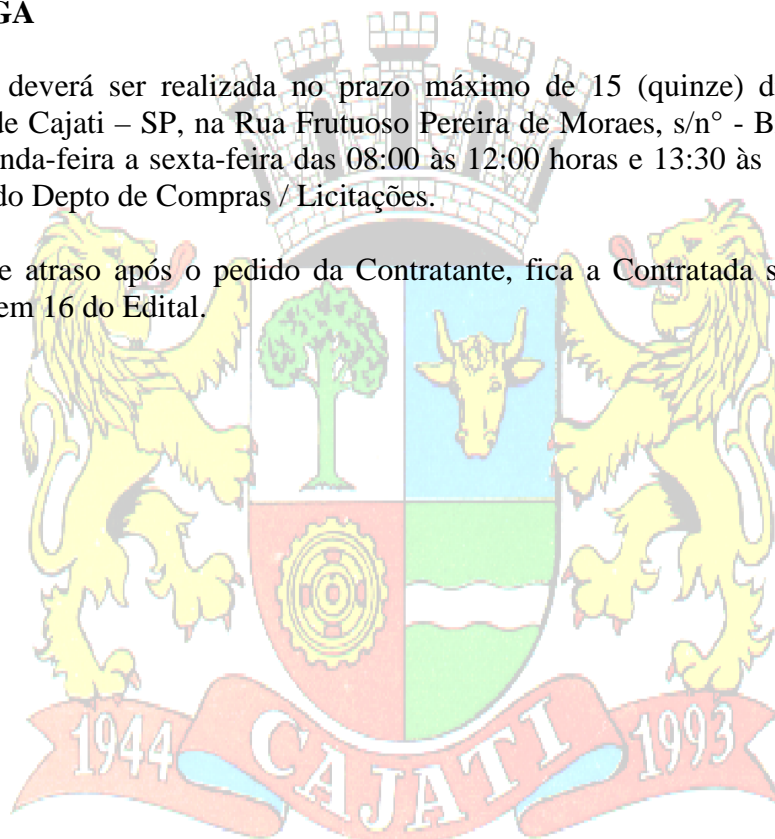 GA
deverá ser realizada no prazo máximo de 15 (quinze) d
de Cajati – SP, na Rua Frutuoso Pereira de Moraes, s/n° - B
nda-feira a sexta-feira das 08:00 às 12:00 horas e 13:30 às
do Depto de Compras / Licitações.
e atraso após o pedido da Contratante, fica a Contratada s
em 16 do Edital.
1944 CAJATI 1993